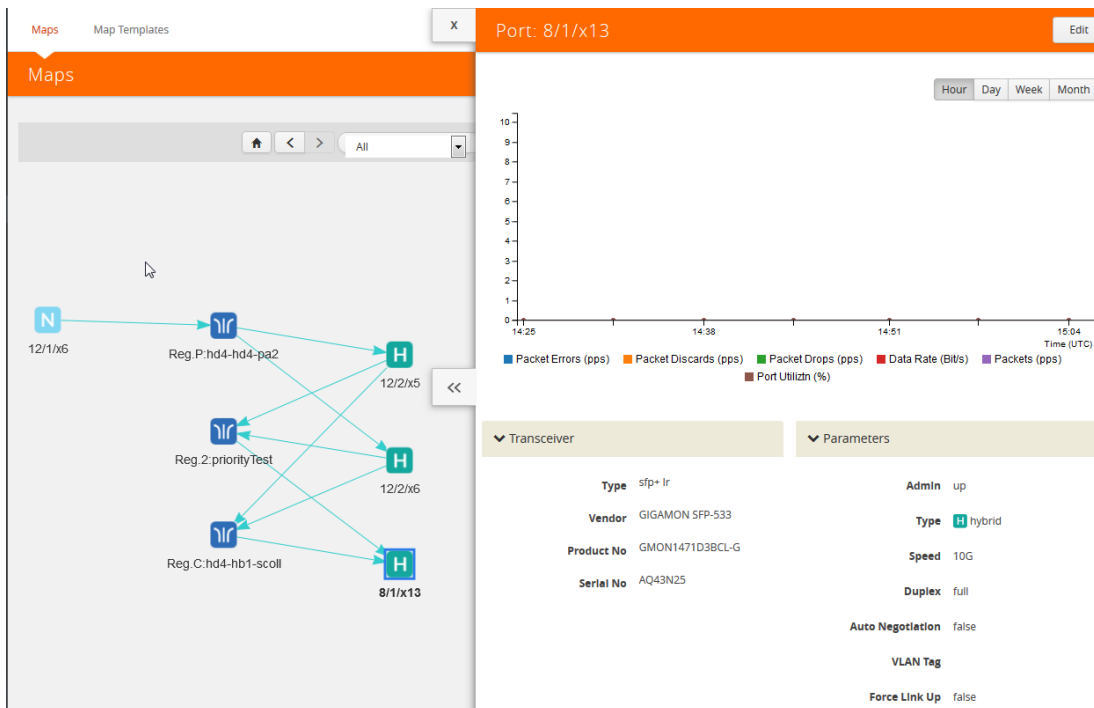 Maps Map Templates x
Maps
All
12/1/x6
Reg.P:hd4-hd4-pa2
12/2/x5
Reg.2:priorityTest
12/2/x6
Reg.C:hd4-hb1-scoll
8/1/x13
N
H
H
H
<<
Port: 8/1/x13 Edit
Hour Day Week Month
10
9
8
7
6
5
4
3
2
1
0
14:25 14:38 14:51 15:04
Time (UTC)
Packet Errors (pps) Packet Discards (pps) Packet Drops (pps) Data Rate (Bit/s) Packets (pps)
Port Utiliztn (%)
Transceiver
Type sfp+ lr
Vendor GIGAMON SFP-533
Product No GMON1471D3BCL-G
Serial No AQ43N25
Parameters
Admin up
Type H hybrid
Speed 10G
Duplex full
Auto Negotiation false
VLAN Tag
Force Link Up false